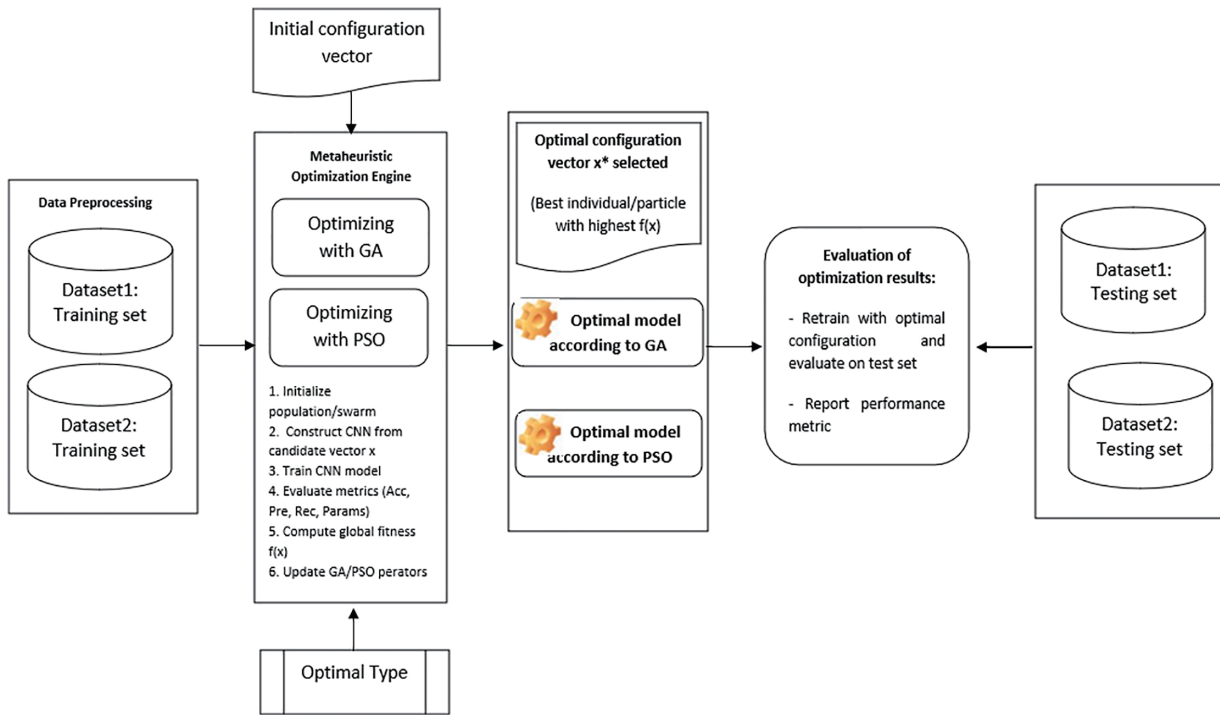 Initial configuration
vector
Data Preprocessing
Dataset1:
Training set
Dataset2:
Training set
Metaheuristic
Optimization Engine
Optimizing
with GA
Optimizing
with PSO
1. Initialize
population/swarm
2. Construct CNN from
candidate vector x
3. Train CNN model
4. Evaluate metrics (Acc,
Pre, Rec, Params)
5. Compute global fitness
f(x)
6. Update GA/PSO perators
Optimal Type
Optimal configuration
vector x* selected
(Best individual/particle
with highest f(x)
Optimal model
according to GA
Optimal model
according to PSO
Evaluation of
optimization results:
- Retrain with optimal
configuration and
evaluate on test set
- Report performance
metric
Dataset1:
Testing set
Dataset2:
Testing set